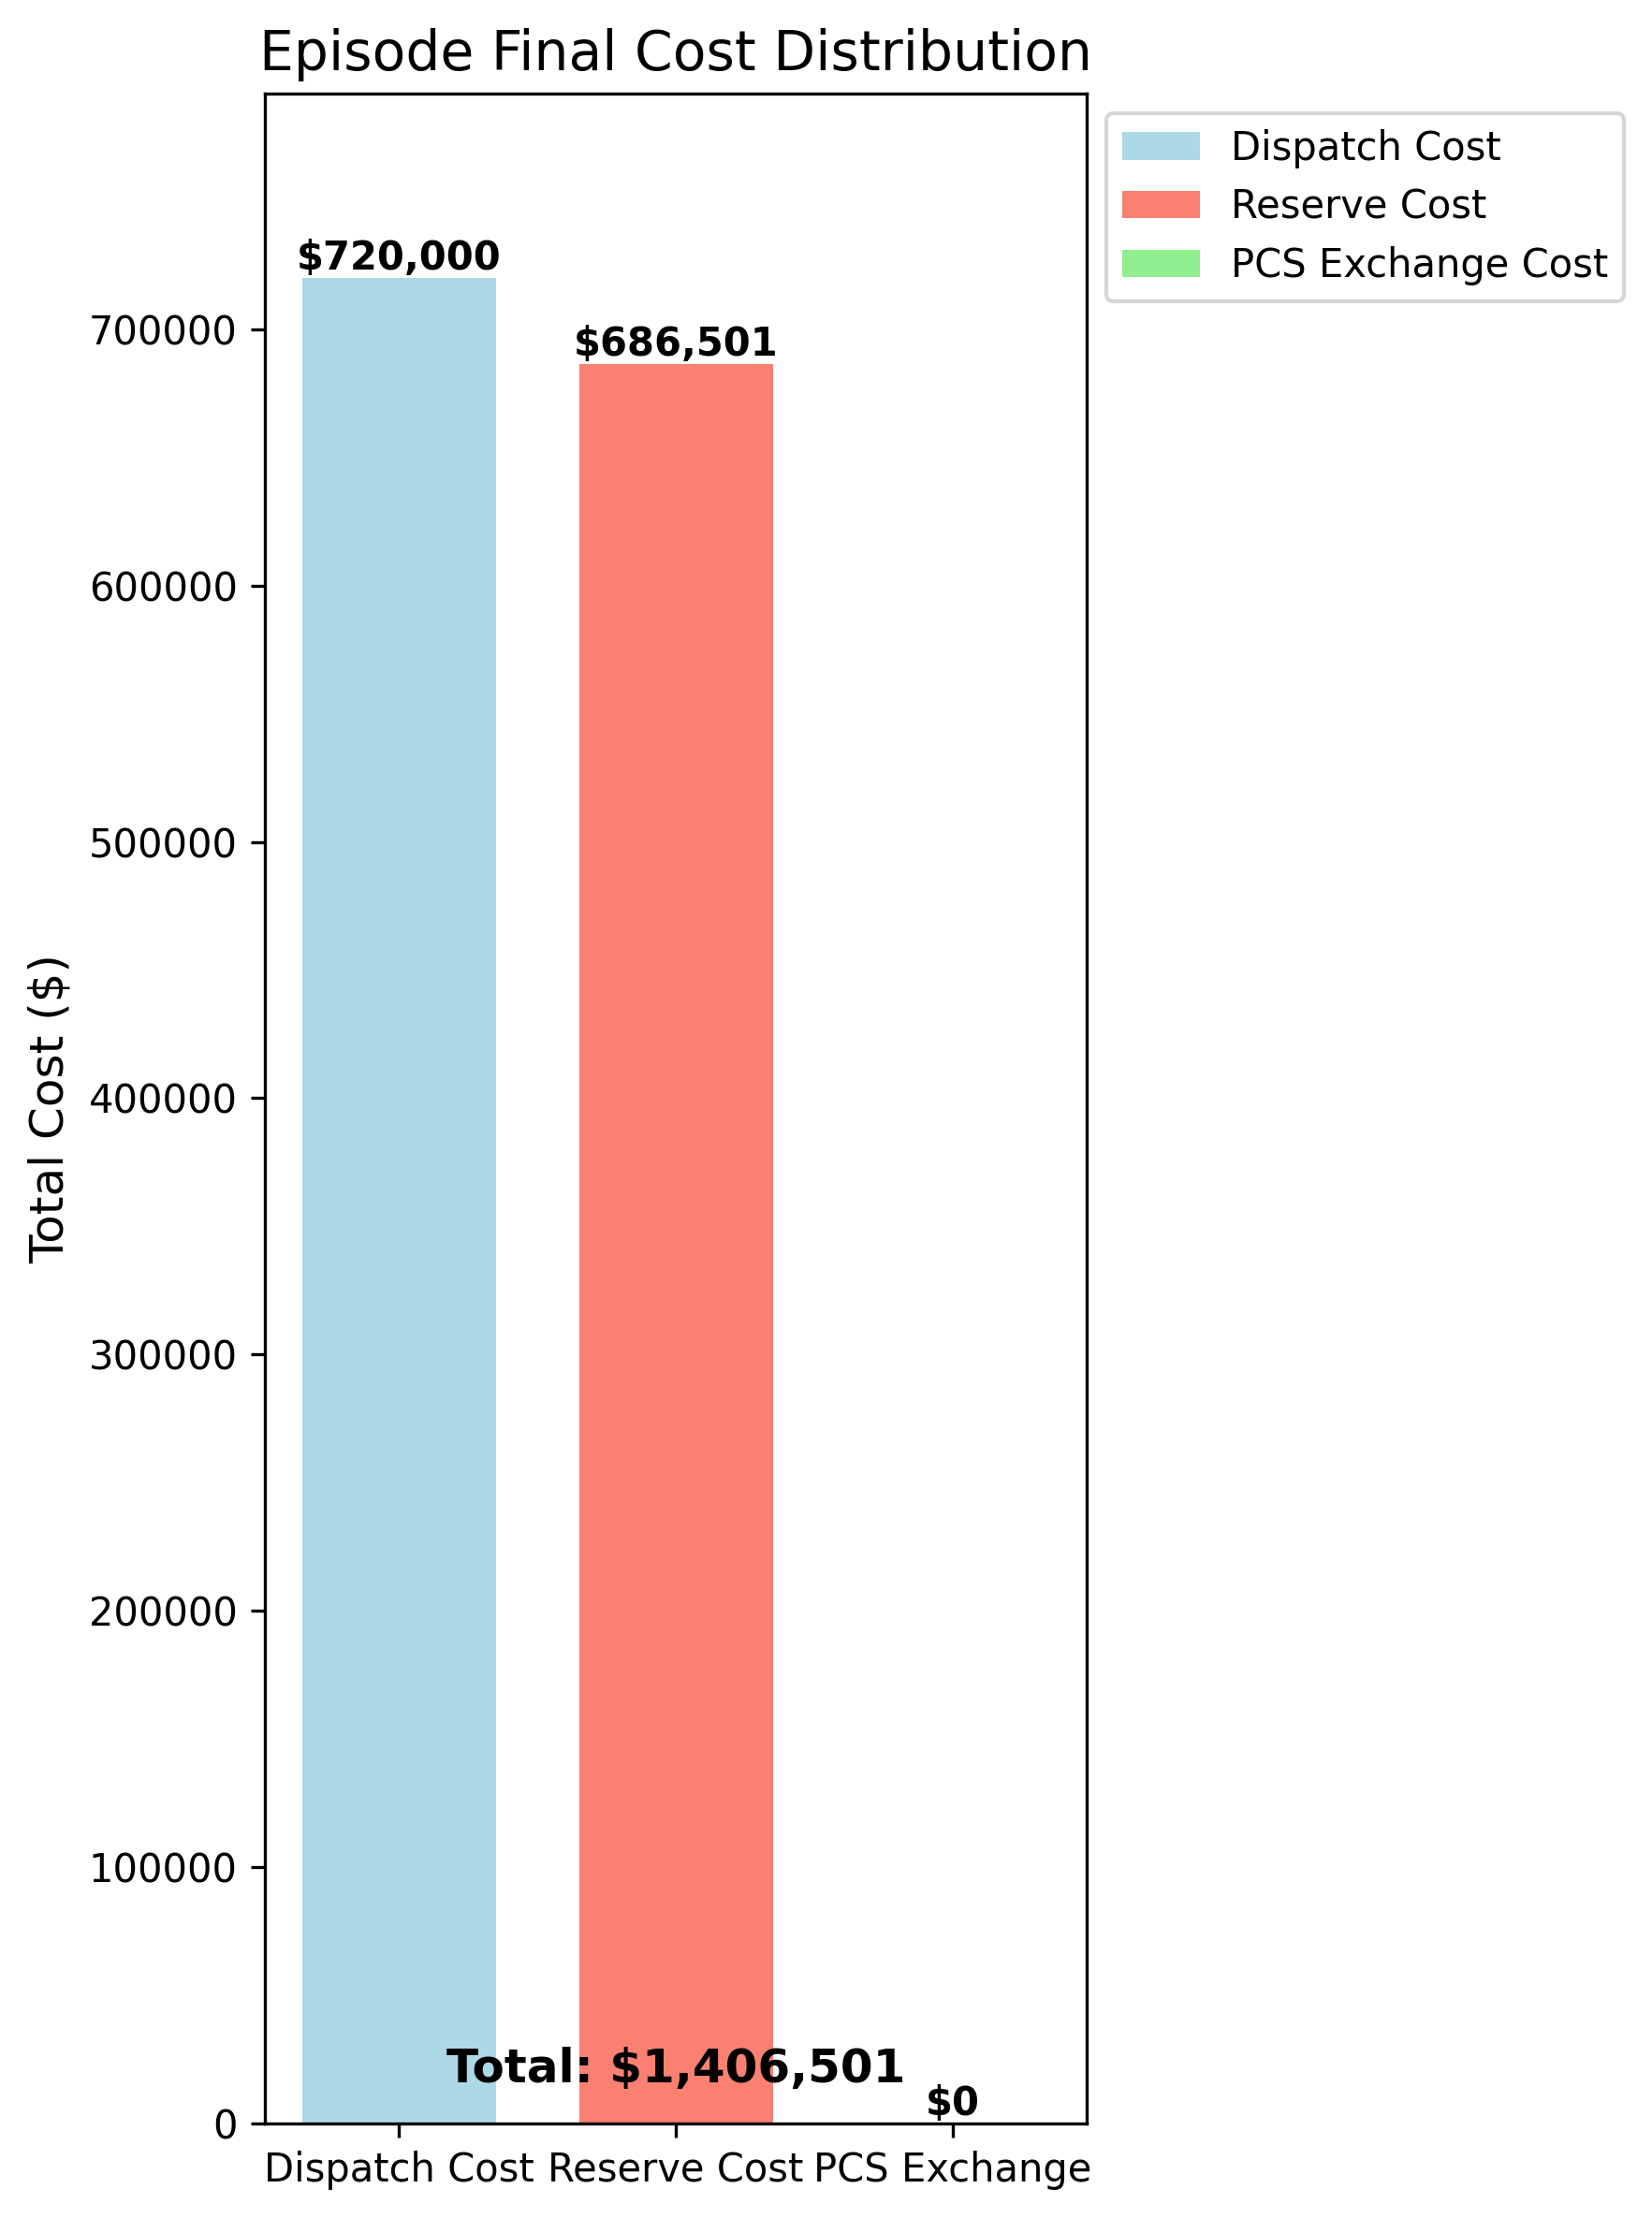 Episode Final Cost Distribution
Dispatch Cost
Reserve Cost
PCS Exchange Cost
$720,000
$686,501
700000
600000
500000
400000
300000
200000
100000
0
Total Cost ($)
Total: $1,406,501
$0
Dispatch Cost
Reserve Cost
PCS Exchange